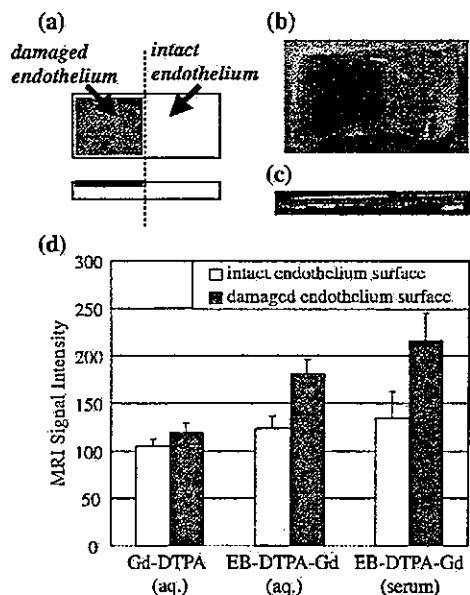 (a)
damaged endothelium
intact endothelium
(b)
(c)
(d)
300
250
200
150
100
50
0
MRI Signal Intensity
intact endothelium surface
damaged endothelium surface
Gd-DTPA (aq.)
EB-DTPA-Gd (aq.)
EB-DTPA-Gd (serum)